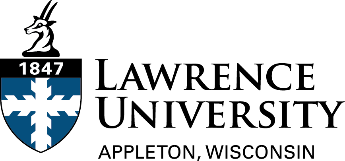 1847
LAWRENCE
UNIVERSITY
APPLETON, WISCONSIN